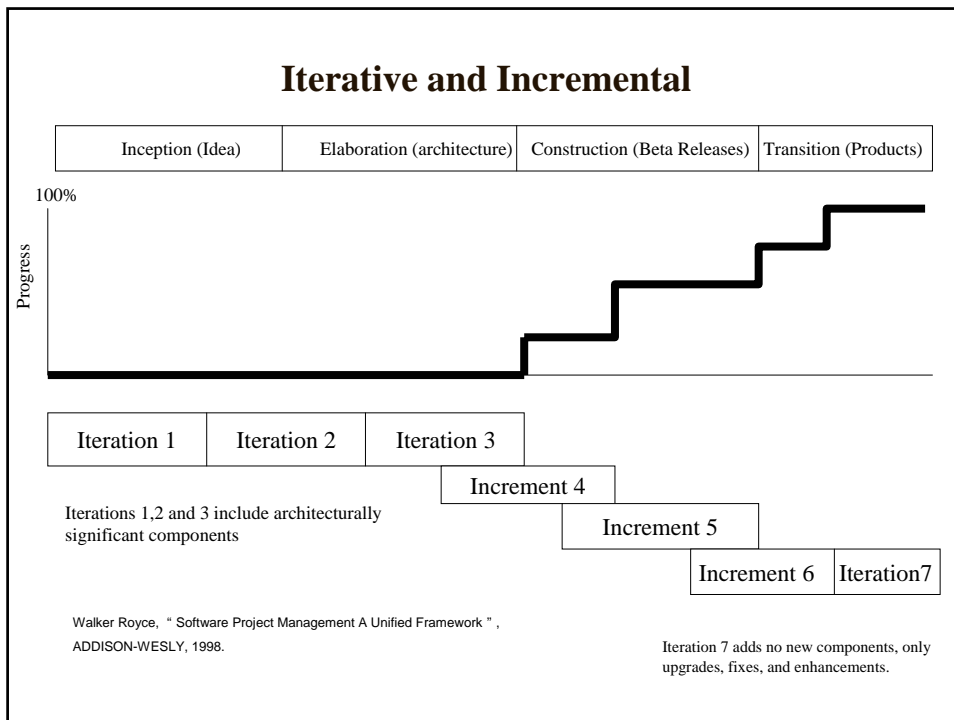 Iterative and Incremental
Inception (Idea)
Elaboration (architecture)
Construction (Beta Releases)
Transition (Products)
100%
Progress
Iteration 1
Iteration 2
Iteration 3
Increment 4
Iterations 1,2 and 3 include architecturally
significant components
Increment 5
Increment 6
Iteration7
Walker Royce, “ Software Project Management A Unified Framework ” ,
ADDISON-WESLY, 1998.
Iteration 7 adds no new components, only
upgrades, fixes, and enhancements.